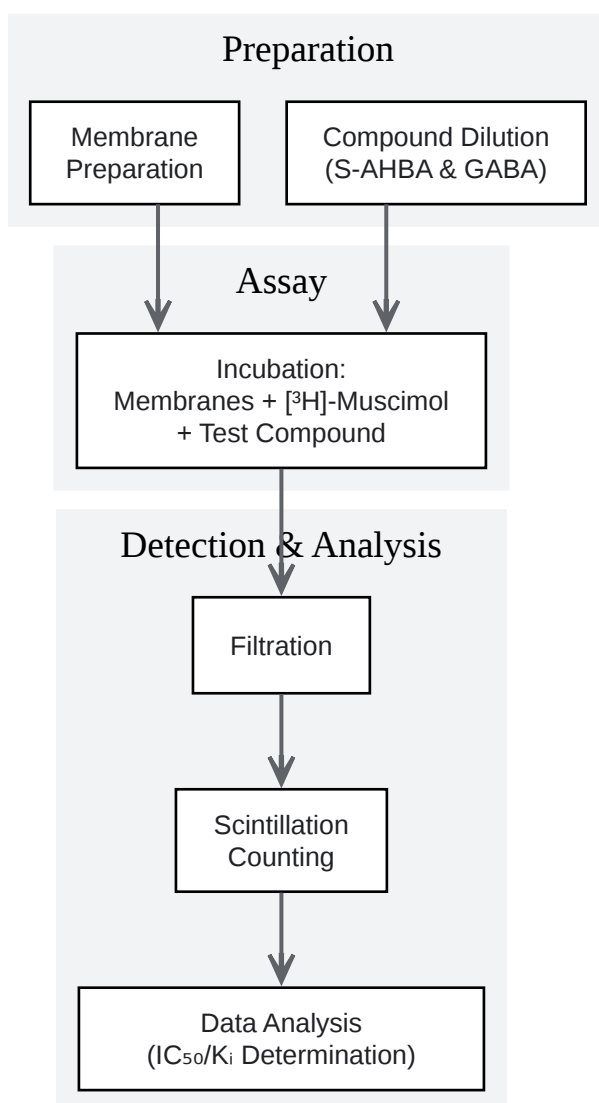 Preparation
Membrane
Preparation
Compound Dilution
(S-AHBA & GABA)
Assay
Incubation:
Membranes + [³H]-Muscimol
+ Test Compound
Detection & Analysis
Filtration
Scintillation
Counting
Data Analysis
(IC₅₀/Kᵢ Determination)